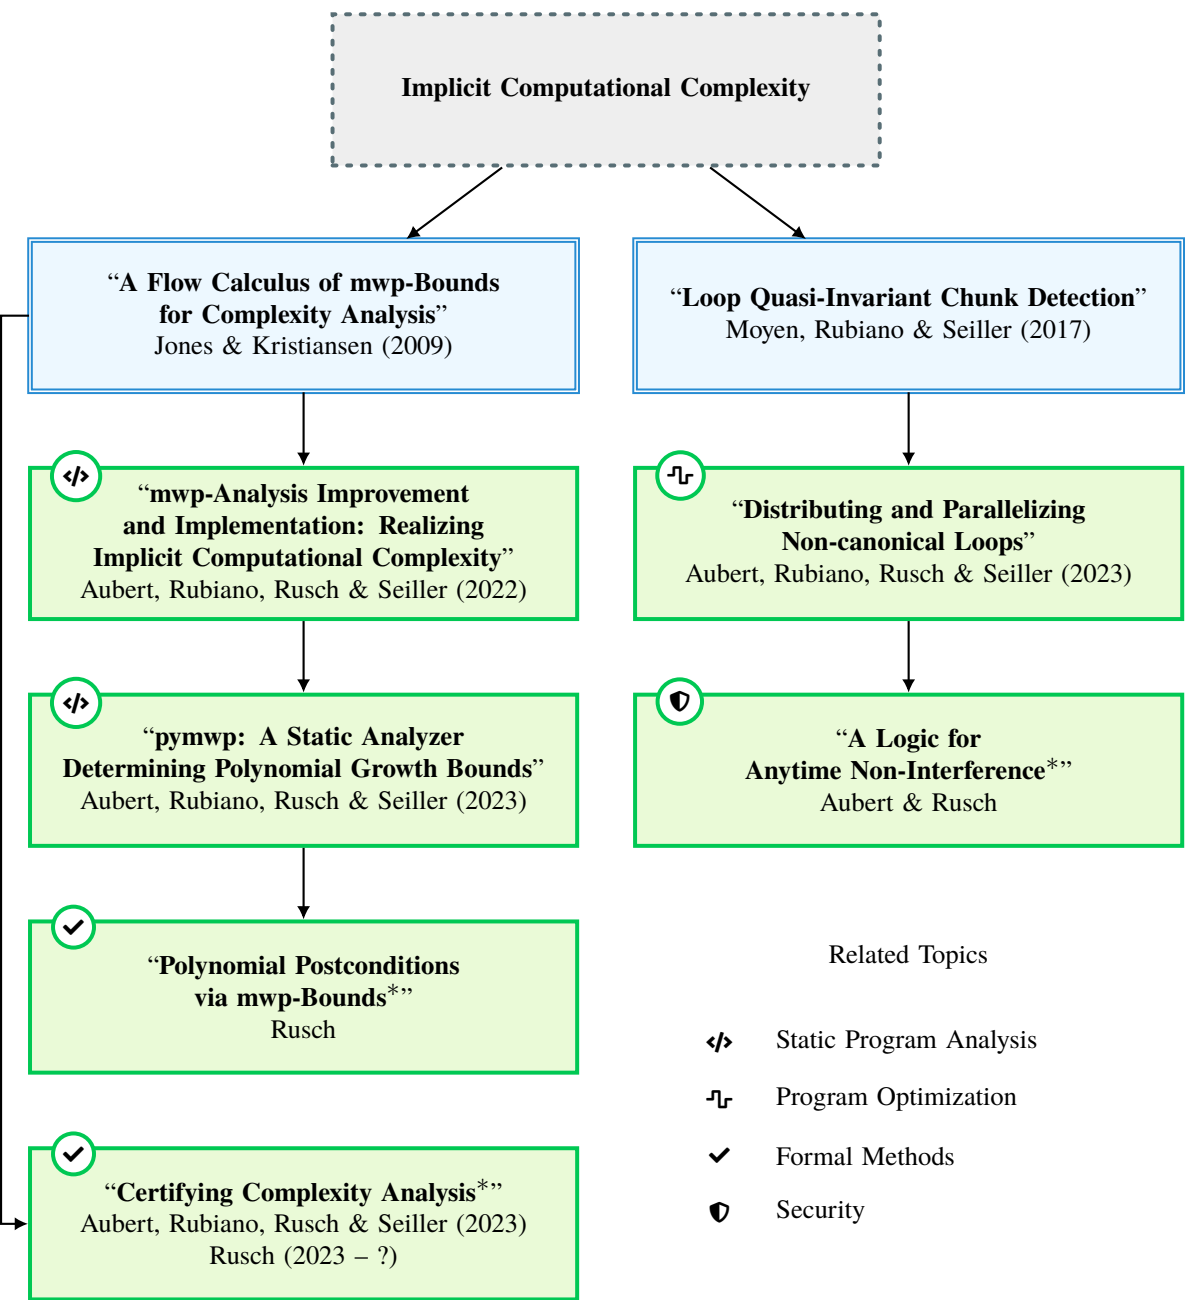 Implicit Computational Complexity
“A Flow Calculus of mwp-Bounds
for Complexity Analysis”
Jones & Kristiansen (2009)
“Loop Quasi-Invariant Chunk Detection”
Moyen, Rubiano & Seiller (2017)
“mwp-Analysis Improvement
and Implementation: Realizing
Implicit Computational Complexity”
Aubert, Rubiano, Rusch & Seiller (2022)
“Distributing and Parallelizing
Non-canonical Loops”
Aubert, Rubiano, Rusch & Seiller (2023)
“pymwp: A Static Analyzer
Determining Polynomial Growth Bounds”
Aubert, Rubiano, Rusch & Seiller (2023)
“A Logic for
Anytime Non-Interference*”
Aubert & Rusch
“Polynomial Postconditions
via mwp-Bounds*”
Rusch
“Certifying Complexity Analysis*”
Aubert, Rubiano, Rusch & Seiller (2023)
Rusch (2023 – ?)
Related Topics
Static Program Analysis
Program Optimization
Formal Methods
Security